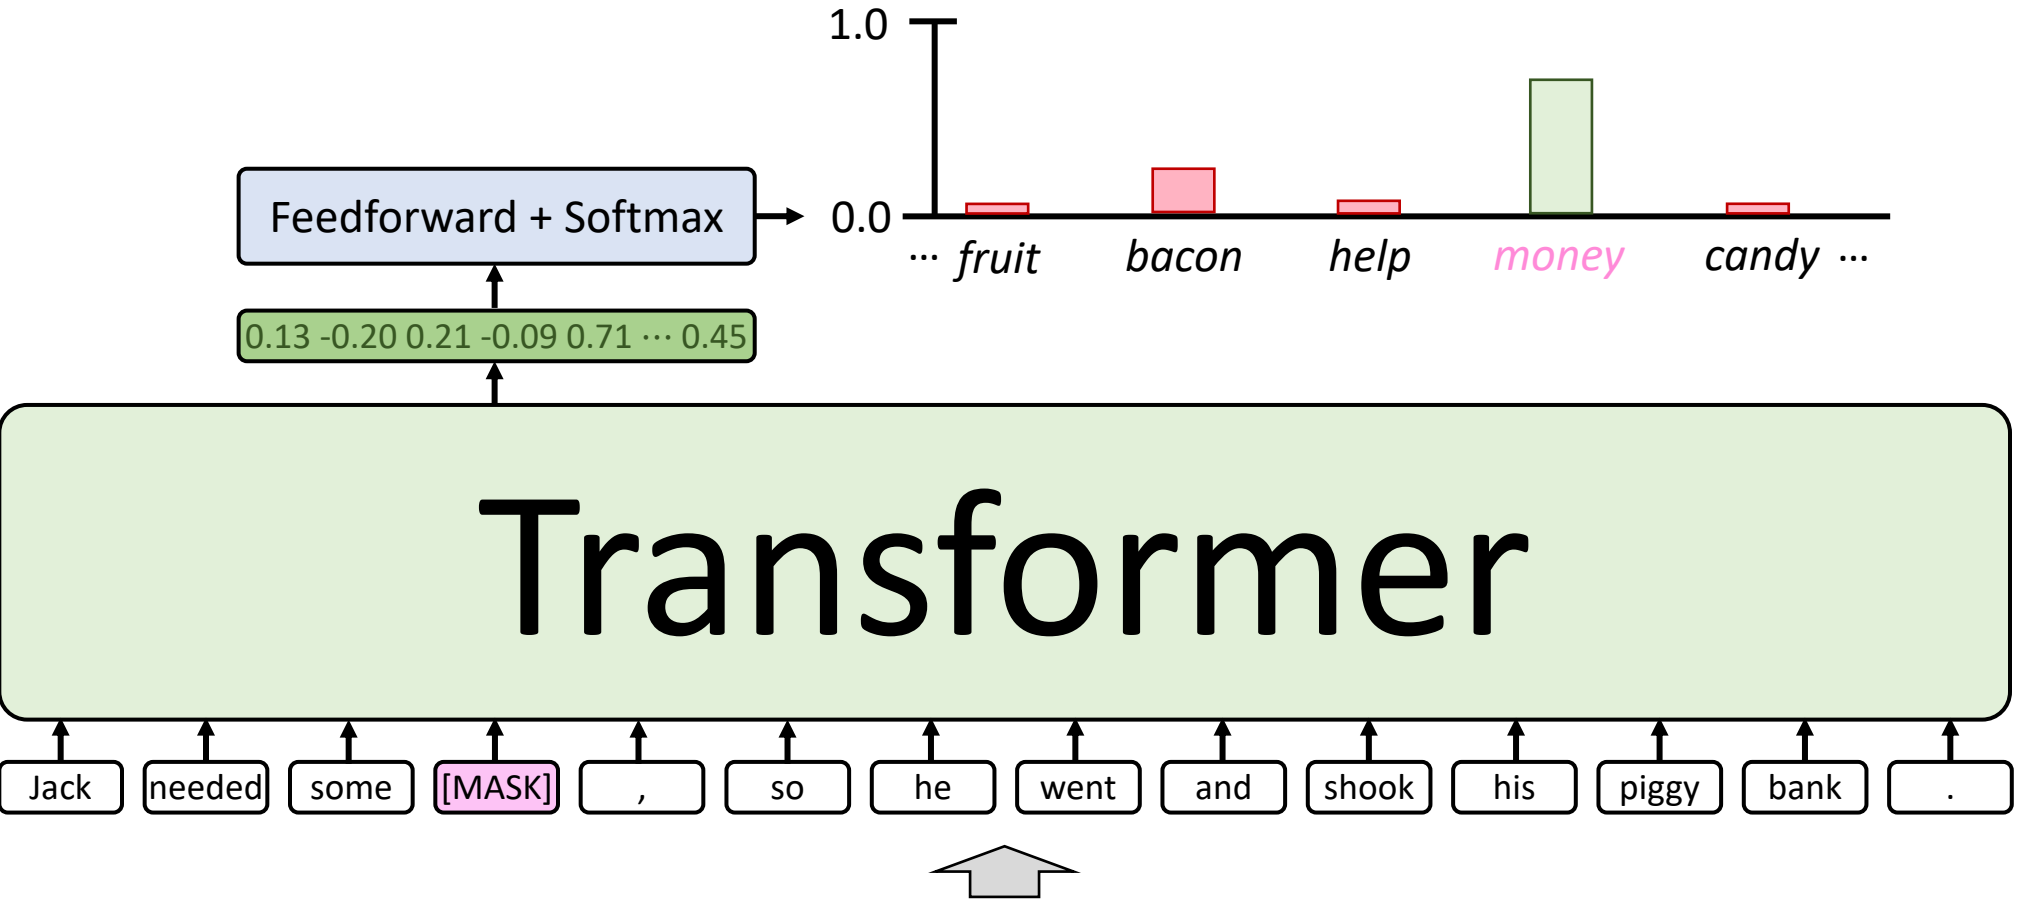 1.0
Feedforward + Softmax
0.0
... fruit bacon help money candy ...
0.13 -0.20 0.21 -0.09 0.71 ... 0.45
Transformer
Jack needed some [MASK] , so he went and shook his piggy bank .